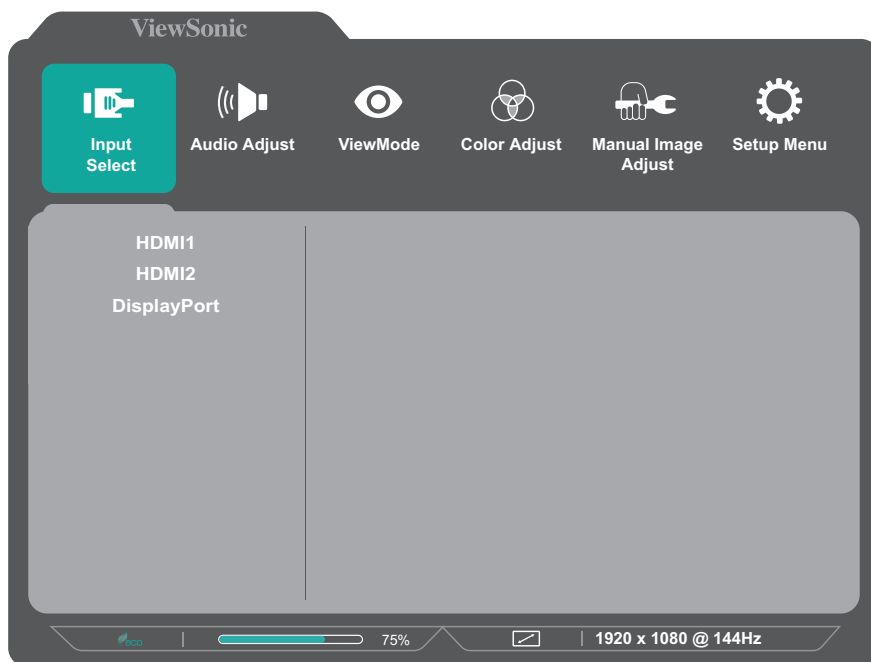 ViewSonic
Input
Select
Audio Adjust
ViewMode
Color Adjust
Manual Image
Adjust
Setup Menu
HDMI1
HDMI2
DisplayPort
eco
75%
1920 x 1080 @ 144Hz